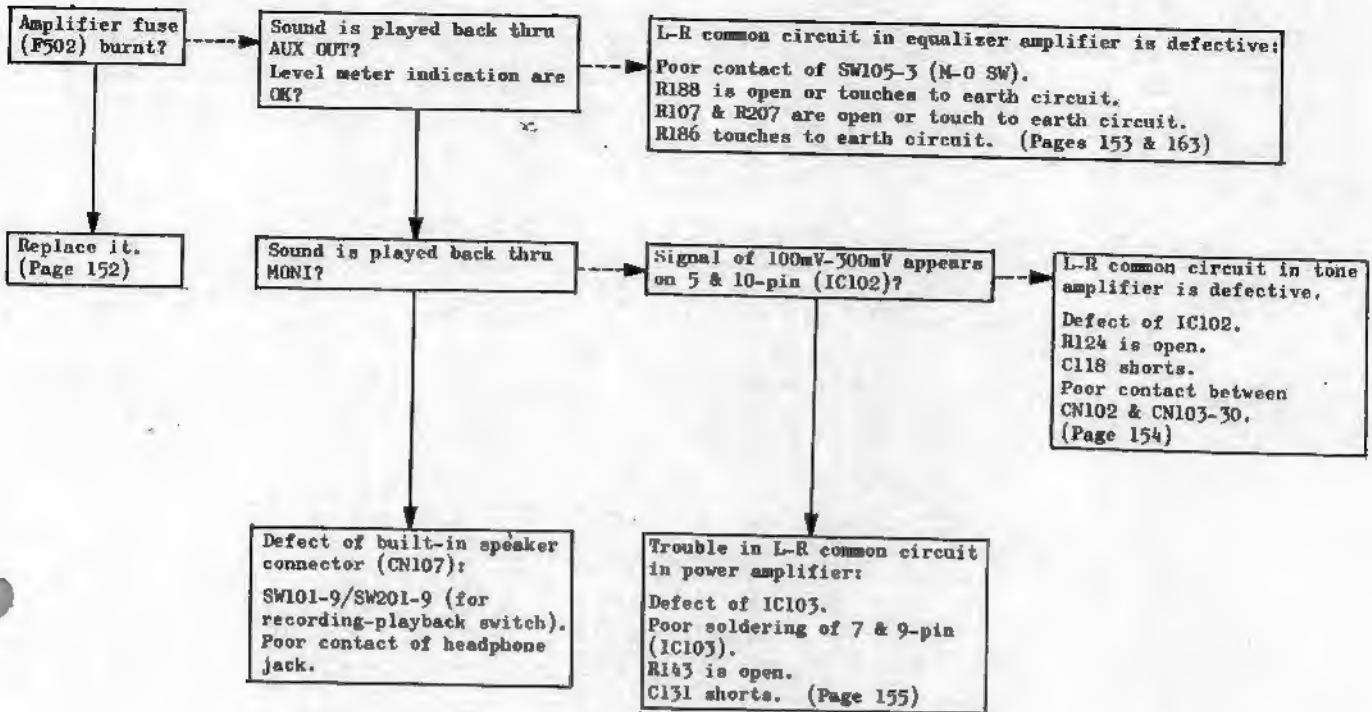 Amplifier fuse
(F502) burnt?
Sound is played back thru
AUX OUT?
Level meter indication are
OK?
L-R common circuit in equalizer amplifier is defective:
Poor contact of SW105-3 (M-O SW).
R188 is open or touches to earth circuit.
R107 & R207 are open or touch to earth circuit.
R186 touches to earth circuit. (Pages 153 & 163)
Replace it.
(Page 152)
Sound is played back thru
MONI?
Signal of 100mV-300mV appears
on 5 & 10-pin (IC102)?
L-R common circuit in tone
amplifier is defective.
Defect of IC102.
R124 is open.
C118 shorts.
Poor contact between
CN102 & CN103-30.
(Page 154)
Defect of built-in speaker
connector (CN107):
SW101-9/SW201-9 (for
recording-playback switch).
Poor contact of headphone
jack.
Trouble in L-R common circuit
in power amplifier:
Defect of IC103.
Poor soldering of 7 & 9-pin
(IC103).
R143 is open.
C131 shorts. (Page 155)